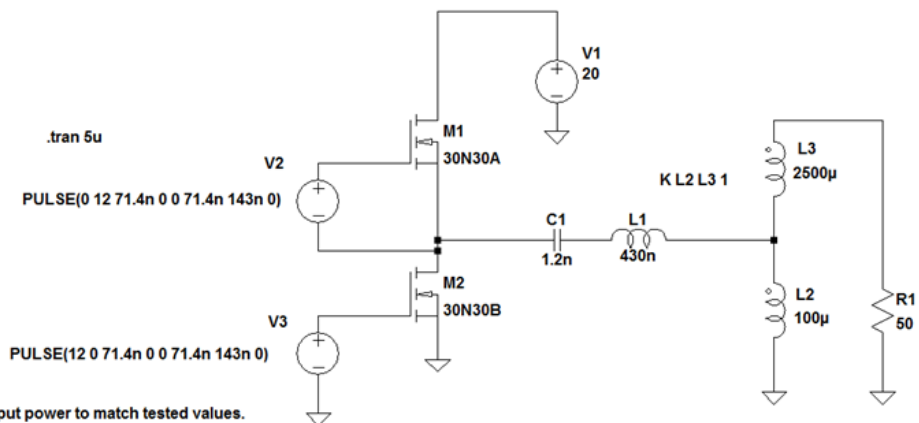 V1
20
.tran 5u
M1
30N30A
V2
PULSE(0 12 71.4n 0 0 71.4n 143n 0)
L3
2500µ
K L2 L3 1
C1
1.2n
L1
430n
M2
30N30B
V3
PULSE(12 0 71.4n 0 0 71.4n 143n 0)
L2
100µ
R1
50
put power to match tested values.